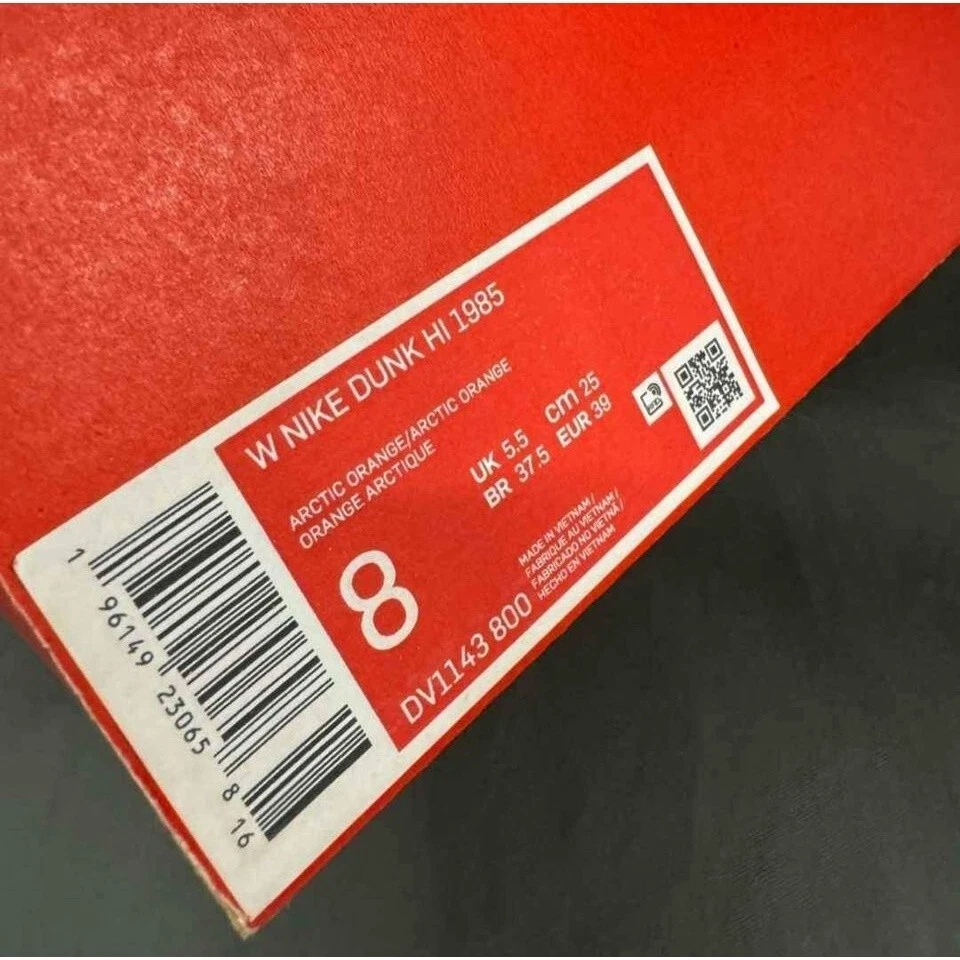 W NIKE DUNK HI 1985
ARCTIC ORANGE/ARCTIC ORANGE
ORANGE ARCTIQUE
8
UK 5.5 cm 25
BR 37.5 EUR 39
MADE IN VIETNAM/
FABRIQUE AU VIETNAM/
FABRICADO NO VIETNÃ/
HECHO EN VIETNAM
DV1143 800
1 96149 23065 8 16